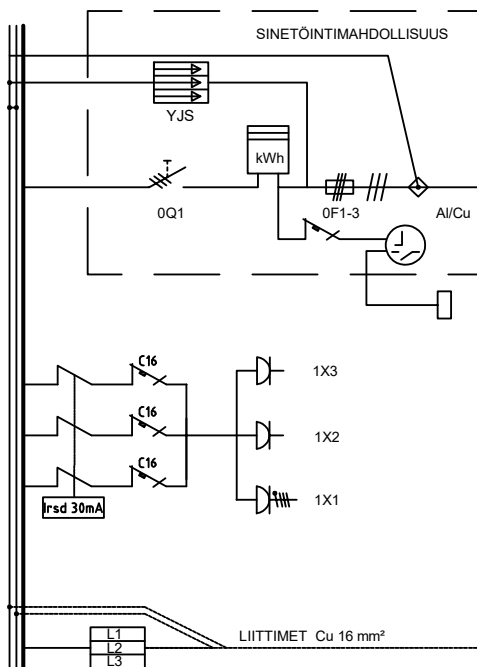 SINETÖINTIMAHDOLLISUUS
YJS
kWh
0Q1
0F1-3
Al/Cu
C16
1X3
C16
1X2
C16
1X1
Irsd 30mA
LIITTIMET Cu 16 mm²
L1
L2
L3